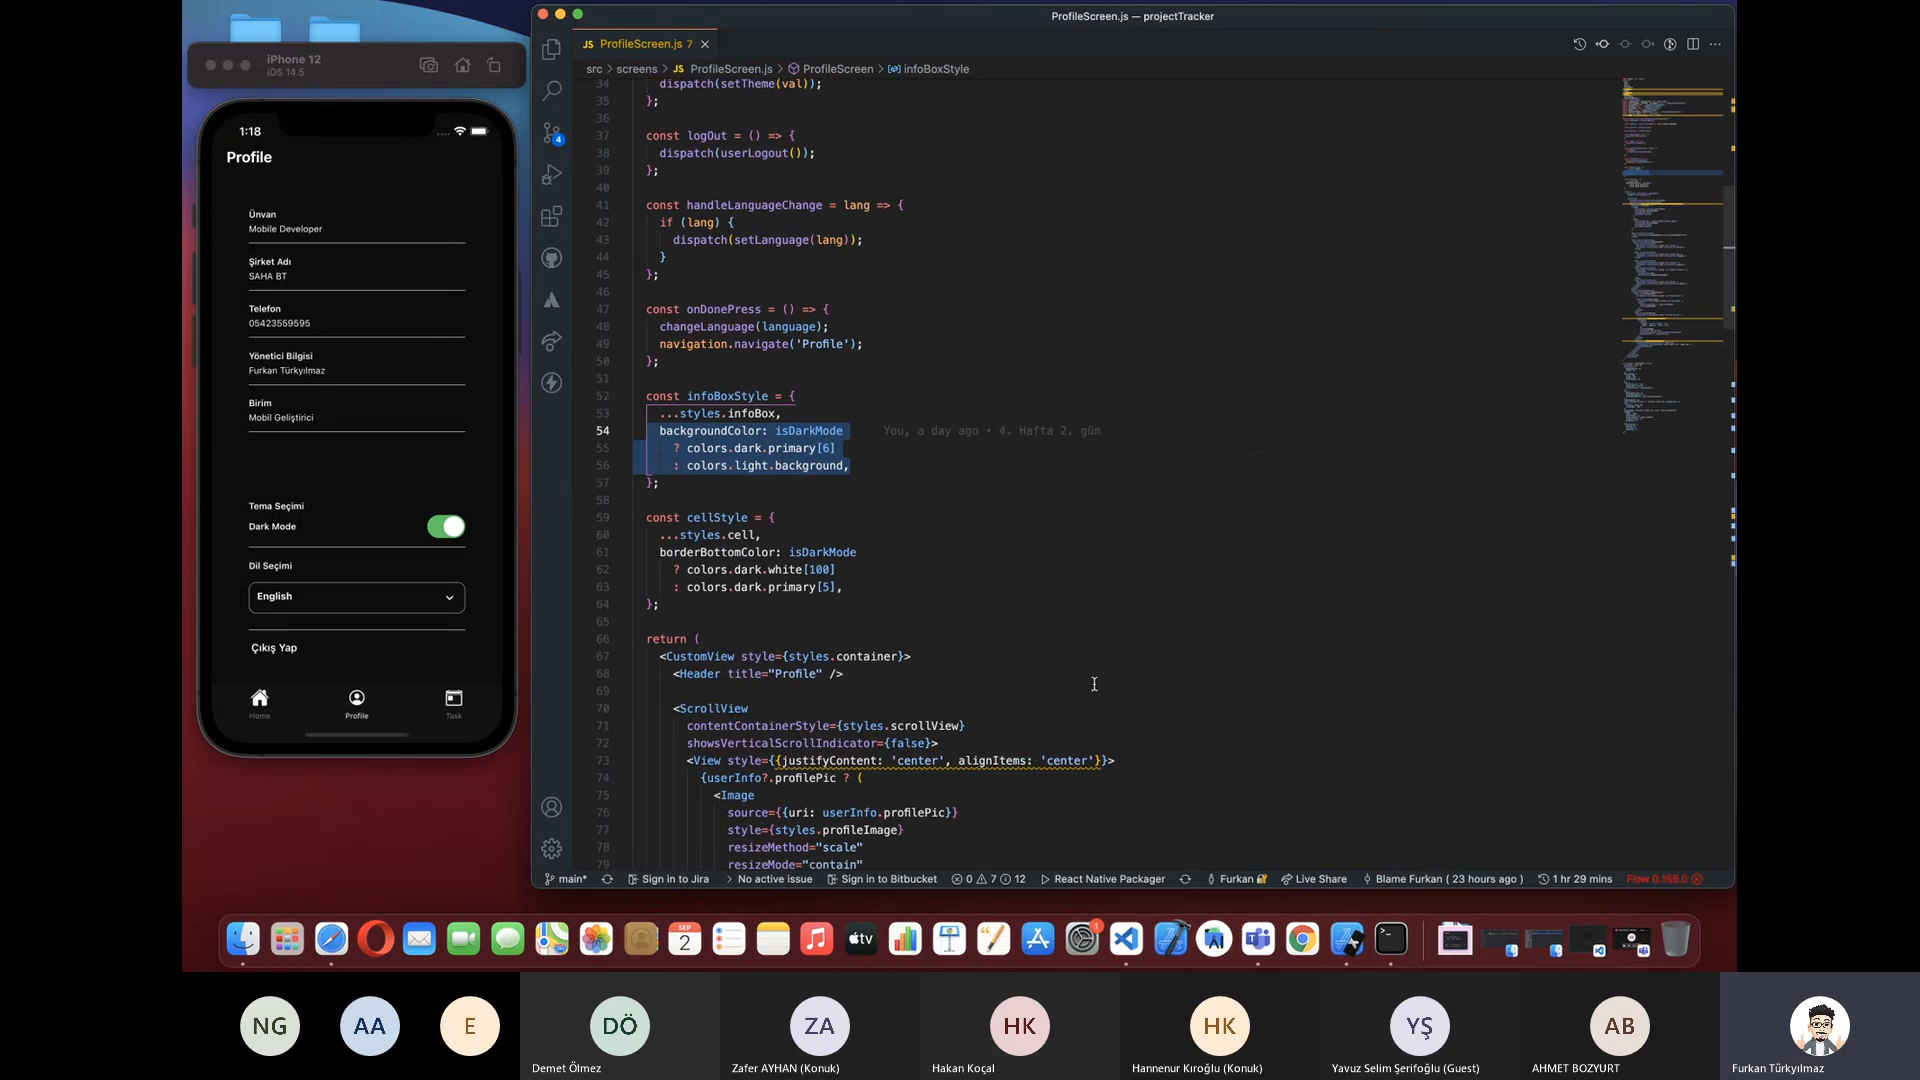 iPhone 12
iOS 14.5
1:18
Profile
Ünvan
Mobile Developer
Şirket Adı
SAHA BT
Telefon
05423559595
Yönetici Bilgisi
Furkan Türkyılmaz
Birim
Mobil Geliştirici
Tema Seçimi
Dark Mode
Dil Seçimi
English
Çıkış Yap
Home
Profile
Task
ProfileScreen.js — projectTracker
JS ProfileScreen.js 7
src > screens > JS ProfileScreen.js > ProfileScreen > infoBoxStyle
4
34 dispatch(setTheme(val));
35 };
36
37 const logOut = () => {
38 dispatch(userLogout());
39 };
40
41 const handleLanguageChange = lang => {
42 if (lang) {
43 dispatch(setLanguage(lang));
44 }
45 };
46
47 const onDonePress = () => {
48 changeLanguage(language);
49 navigation.navigate('Profile');
50 };
51
52 const infoBoxStyle = {
53 ...styles.infoBox,
54 backgroundColor: isDarkMode You, a day ago • 4. Hafta 2. gün
55 ? colors.dark.primary[6]
56 : colors.light.background,
57 };
58
59 const cellStyle = {
60 ...styles.cell,
61 borderBottomColor: isDarkMode
62 ? colors.dark.white[100]
63 : colors.dark.primary[5],
64 };
65
66 return (
67 <CustomView style={styles.container}>
68 <Header title="Profile" />
69
70 <ScrollView
71 contentContainerStyle={styles.scrollView}
72 showsVerticalScrollIndicator={false}>
73 <View style={{justifyContent: 'center', alignItems: 'center'}}>
74 {userInfo?.profilePic ? (
75 <Image
76 source={{uri: userInfo.profilePic}}
77 style={styles.profileImage}
78 resizeMethod="scale"
79 resizeMode="contain"
main* Sign in to Jira No active issue Sign in to Bitbucket 0 7 12 React Native Packager Furkan Live Share Blame Furkan ( 23 hours ago ) 1 hr 29 mins Flow 0.155.0
SEP
2
tv
1
NG
AA
E
DÖ
ZA
HK
HK
YŞ
AB
Demet Ölmez
Zafer AYHAN (Konuk)
Hakan Koçal
Hannenur Kıroğlu (Konuk)
Yavuz Selim Şerifoğlu (Guest)
AHMET BOZYURT
Furkan Türkyılmaz